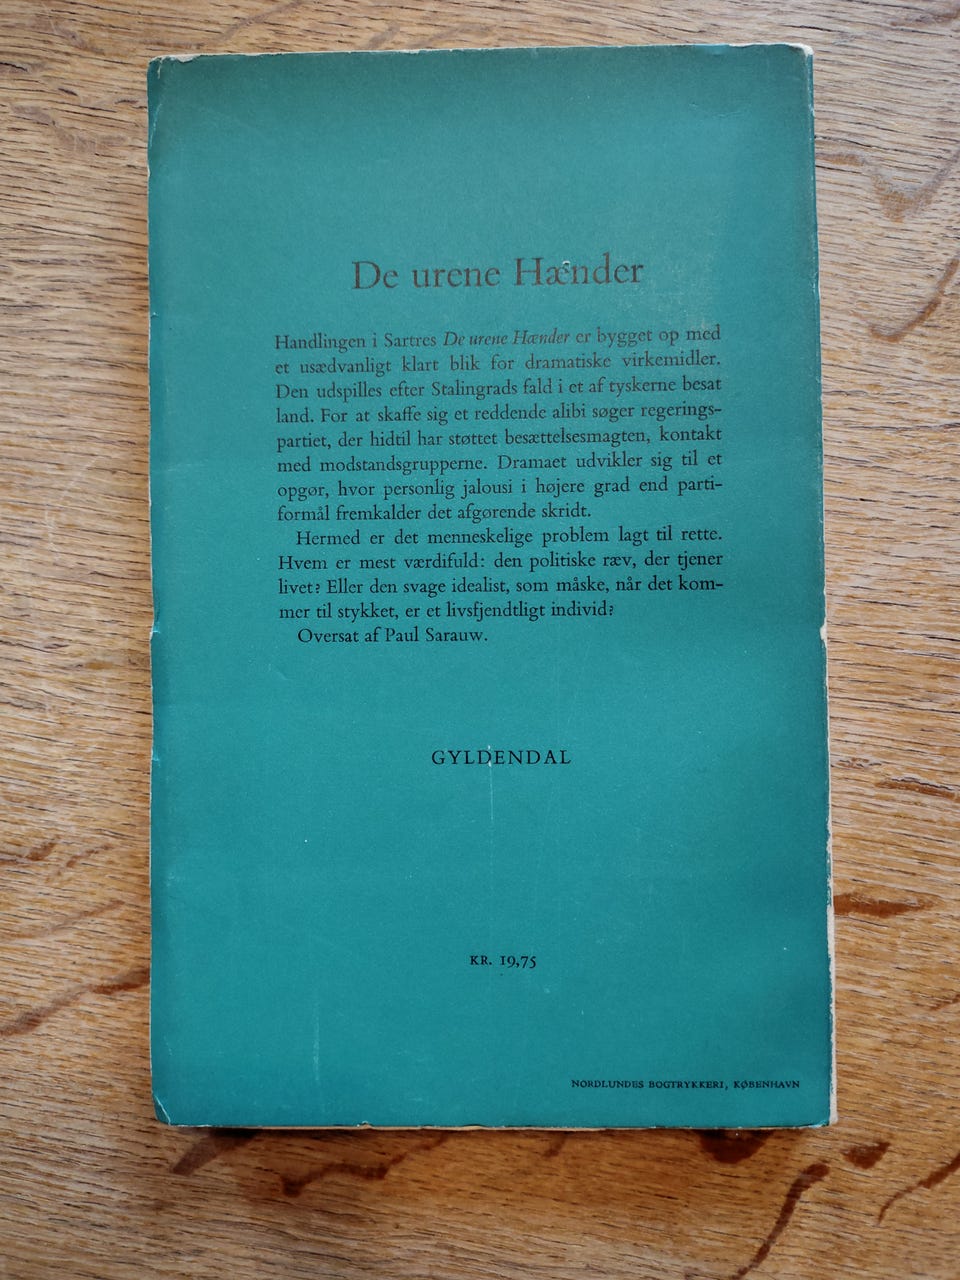 De urene Hænder
Handlingen i Sartres De urene Hænder er bygget op med
et usædvanligt klart blik for dramatiske virkemidler.
Den udspilles efter Stalingrads fald i et af tyskerne besat
land. For at skaffe sig et reddende alibi søger regerings-
partiet, der hidtil har støttet besættelsesmagten, kontakt
med modstandsgrupperne. Dramaet udvikler sig til et
opgør, hvor personlig jalousi i højere grad end parti-
formål fremkalder det afgørende skridt.
Hermed er det menneskelige problem lagt til rette.
Hvem er mest værdifuld: den politiske ræv, der tjener
livet? Eller den svage idealist, som måske, når det kom-
mer til stykket, er et livsfjendtligt individ?
Oversat af Paul Sarauw.
GYLDENDAL
KR. 19,75
NORDLUNDES BOGTRYKKERI, KØBENHAVN